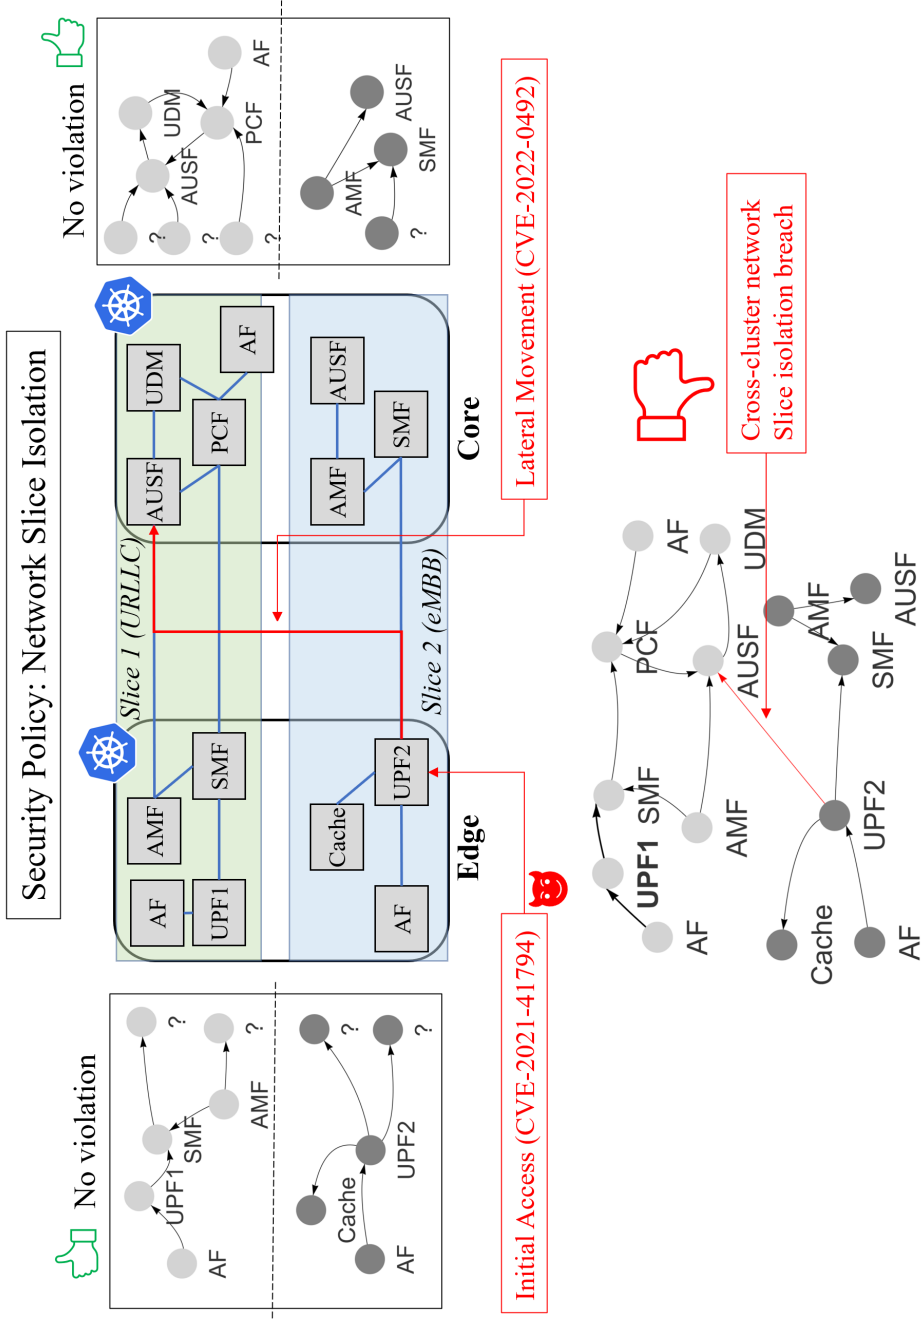 Security Policy: Network Slice Isolation
No violation
UPF1
SMF
?
?
AF
AMF
Cache
?
?
AF
UPF2
Slice 1 (URLLC)
AF
UPF1
AMF
SMF
AUSF
UDM
PCF
AF
Slice 2 (eMBB)
Cache
AF
UPF2
AMF
AUSF
SMF
Edge
Core
No violation
?
?
?
AUSF
UDM
PCF
AF
AMF
AUSF
?
SMF
Initial Access (CVE-2021-41794)
Lateral Movement (CVE-2022-0492)
AF
UPF1
SMF
PCF
AF
AMF
AUSF
UDM
Cache
AF
UPF2
SMF
AMF
AUSF
Cross-cluster network
Slice isolation breach